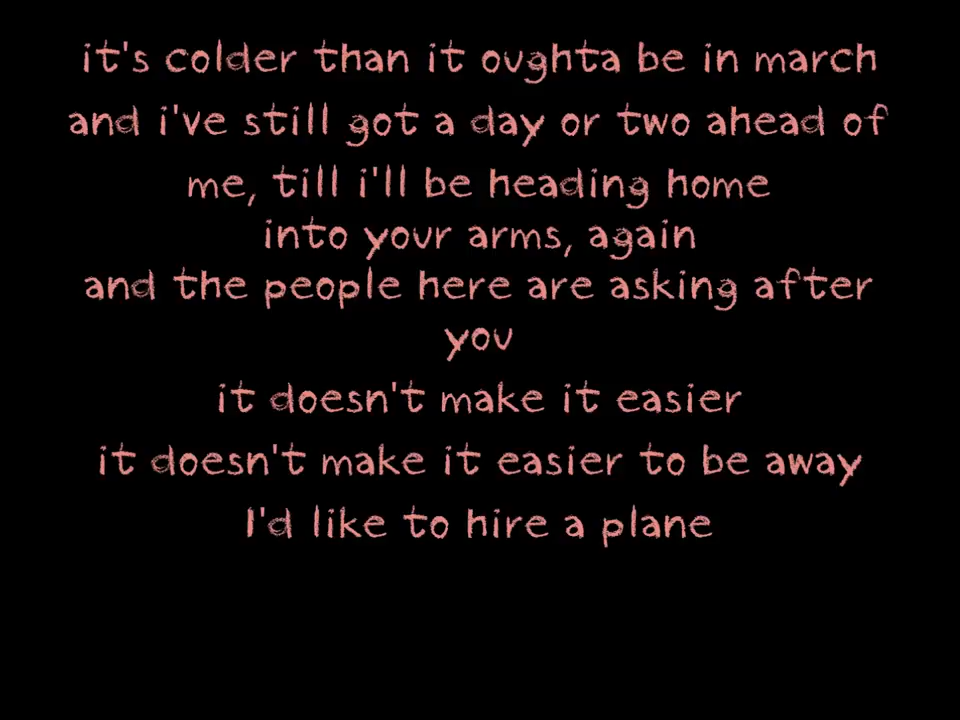 it's colder than it oughta be in march
and i've still got a day or two ahead of
me, till i'll be heading home
into your arms, again
and the people here are asking after
you
it doesn't make it easier
it doesn't make it easier to be away
I'd like to hire a plane